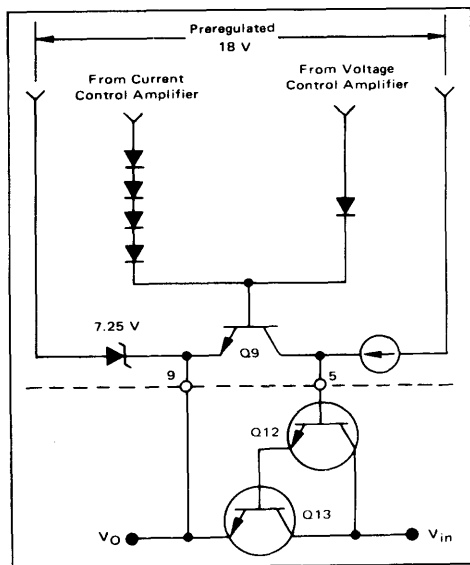 Preregulated
18 V
From Current
Control Amplifier
From Voltage
Control Amplifier
7.25 V
Q9
9
5
Q12
Q13
VO
Vin